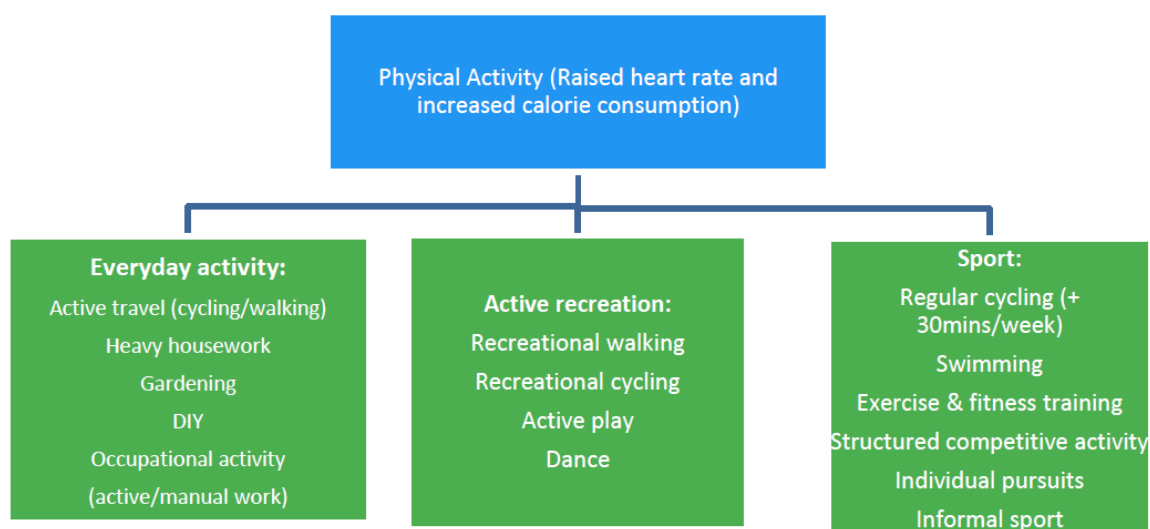 Physical Activity (Raised heart rate and
increased calorie consumption)
Everyday activity:
Active travel (cycling/walking)
Heavy housework
Gardening
DIY
Occupational activity
(active/manual work)
Active recreation:
Recreational walking
Recreational cycling
Active play
Dance
Sport:
Regular cycling (+
30mins/week)
Swimming
Exercise & fitness training
Structured competitive activity
Individual pursuits
Informal sport